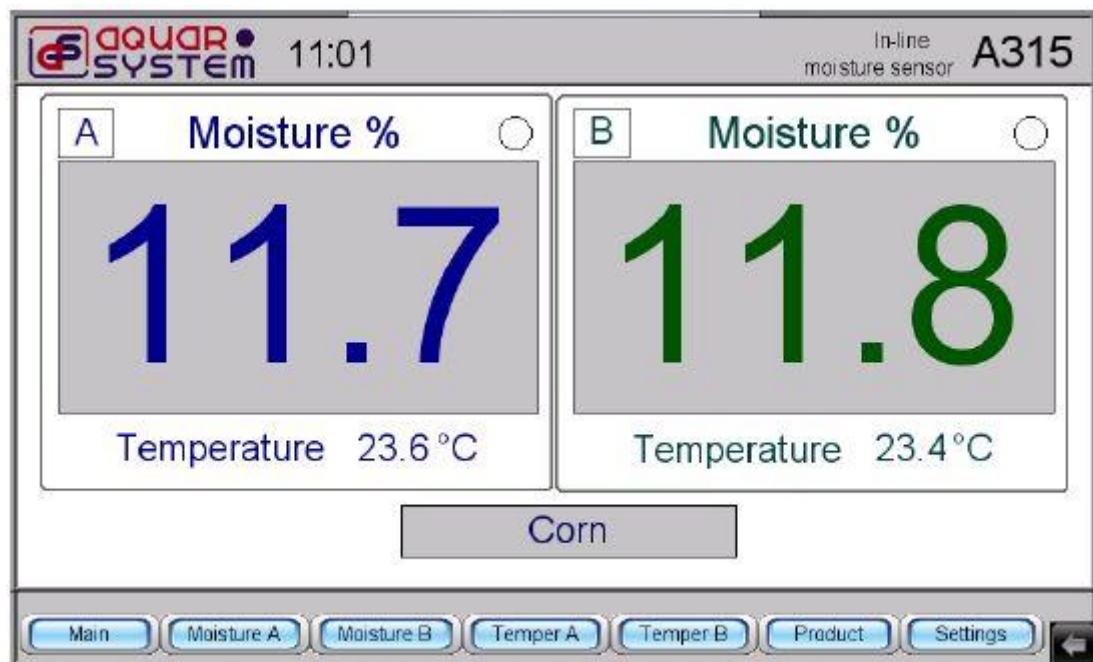 AQUAR
SYSTEM
11:01
In-line
moisture sensor
A315
A
Moisture %
11.7
Temperature 23.6 °C
B
Moisture %
11.8
Temperature 23.4 °C
Corn
Main
Moisture A
Moisture B
Temper A
Temper B
Product
Settings